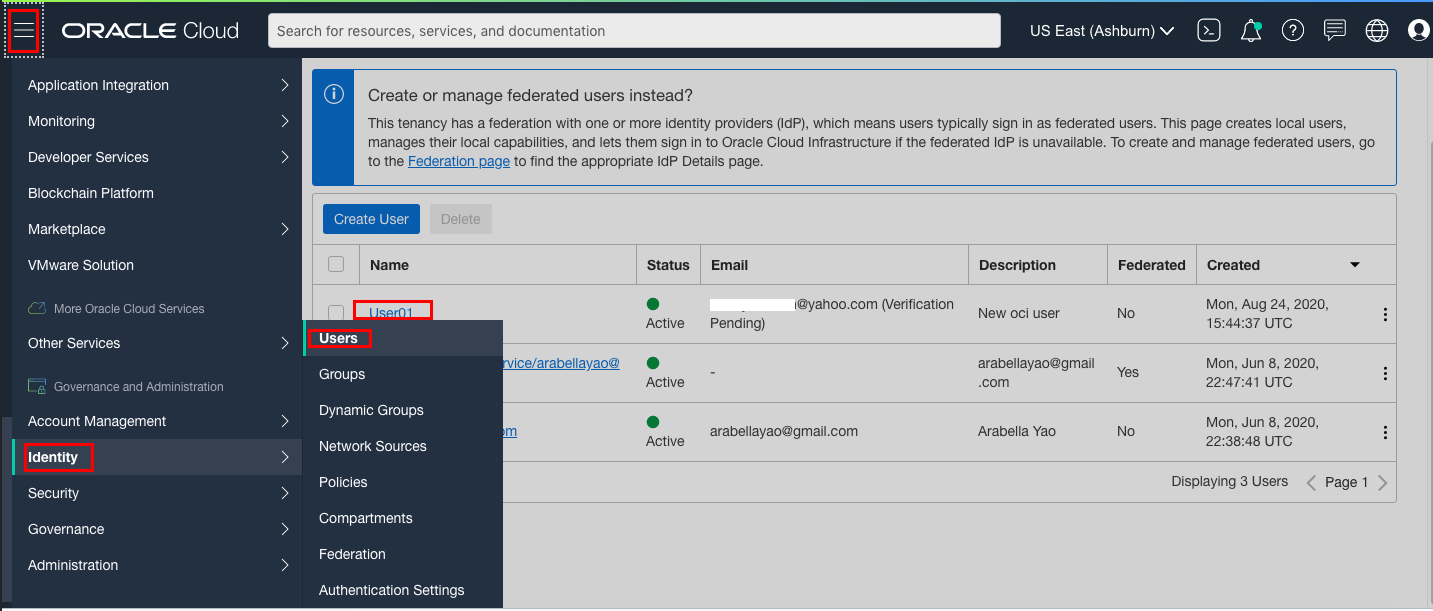 ORACLE Cloud
Search for resources, services, and documentation
US East (Ashburn)
Application Integration
Monitoring
Developer Services
Blockchain Platform
Marketplace
VMware Solution
More Oracle Cloud Services
Other Services
Governance and Administration
Account Management
Identity
Security
Governance
Administration
Users
Groups
Dynamic Groups
Network Sources
Policies
Compartments
Federation
Authentication Settings
Create or manage federated users instead?
This tenancy has a federation with one or more identity providers (IdP), which means users typically sign in as federated users. This page creates local users,
manages their local capabilities, and lets them sign in to Oracle Cloud Infrastructure if the federated IdP is unavailable. To create and manage federated users, go
to the Federation page to find the appropriate IdP Details page.
Create User Delete
Name Status Email Description Federated Created
User01 Active @yahoo.com (Verification
Pending) New oci user No Mon, Aug 24, 2020,
15:44:37 UTC
rvice/arabellayao@ Active - arabellayao@gmail
.com Yes Mon, Jun 8, 2020,
22:47:41 UTC
om Active arabellayao@gmail.com Arabella Yao No Mon, Jun 8, 2020,
22:38:48 UTC
Displaying 3 Users Page 1